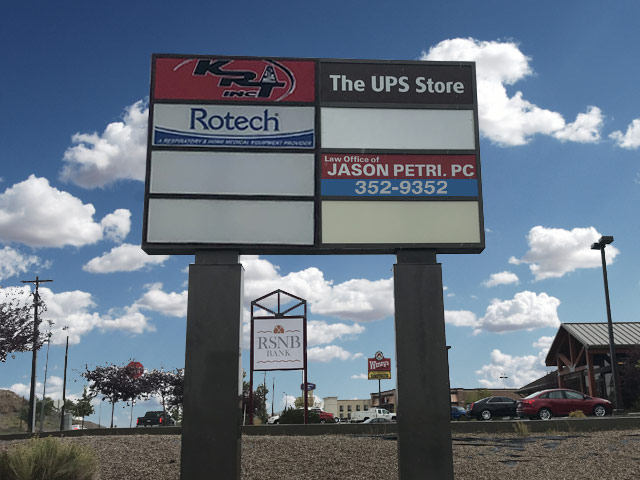 KRA
INC
The UPS Store
Rotech
A RESPIRATORY & HOME MEDICAL EQUIPMENT PROVIDER
Law Office of
JASON PETRI. PC
352-9352
RSNB
BANK
Wendy's